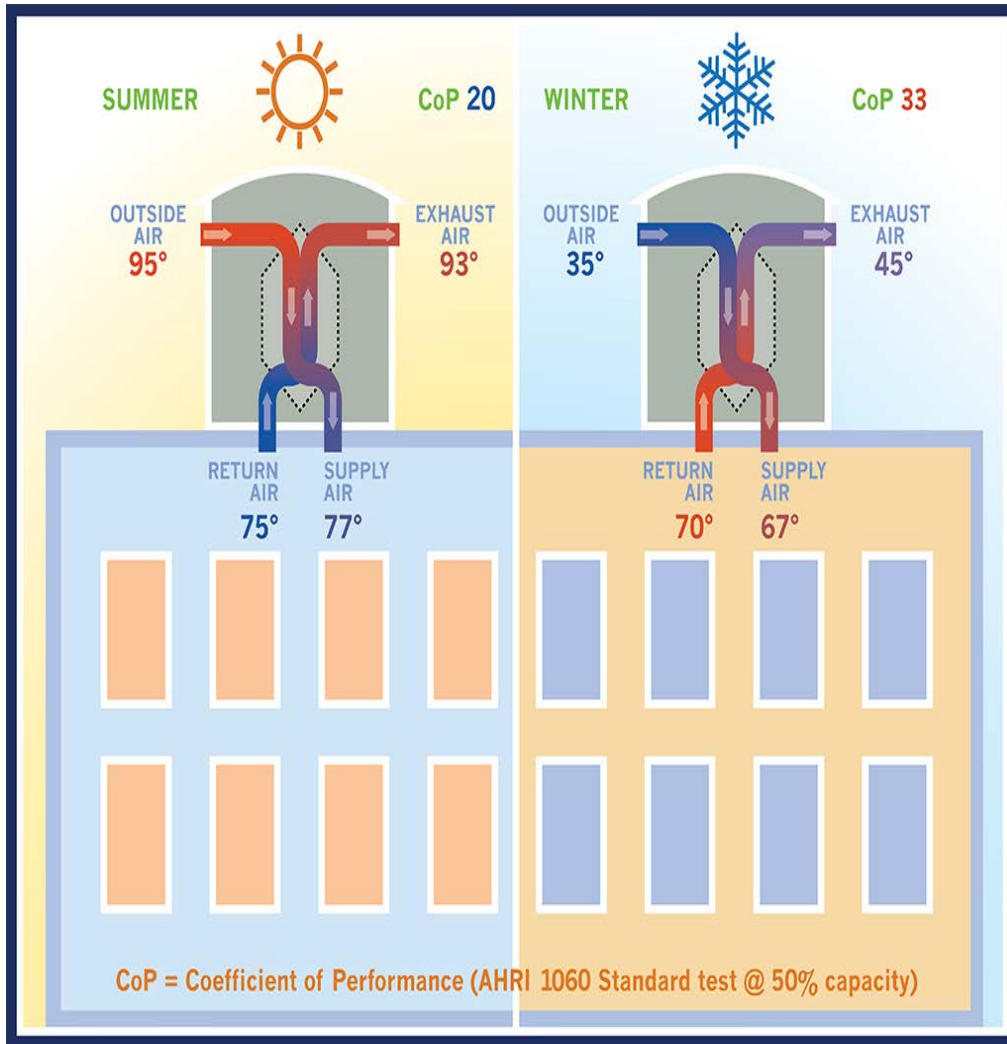 SUMMER
CoP 20
WINTER
CoP 33
OUTSIDE
AIR
95°
EXHAUST
AIR
93°
OUTSIDE
AIR
35°
EXHAUST
AIR
45°
RETURN
AIR
75°
SUPPLY
AIR
77°
RETURN
AIR
70°
SUPPLY
AIR
67°
CoP = Coefficient of Performance (AHRI 1060 Standard test @ 50% capacity)